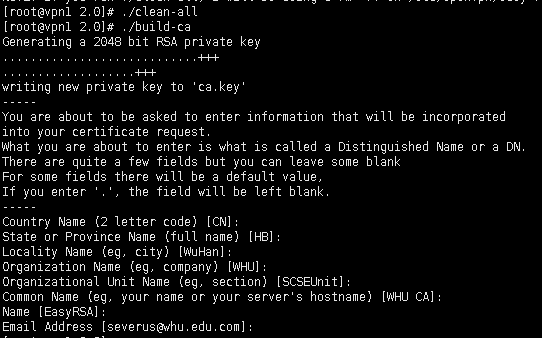 [root@vpn1 2.0]# ./clean-all
[root@vpn1 2.0]# ./build-ca
Generating a 2048 bit RSA private key
............................+++
...................+++
writing new private key to 'ca.key'
-----
You are about to be asked to enter information that will be incorporated
into your certificate request.
What you are about to enter is what is called a Distinguished Name or a DN.
There are quite a few fields but you can leave some blank
For some fields there will be a default value,
If you enter '.', the field will be left blank.
-----
Country Name (2 letter code) [CN]:
State or Province Name (full name) [HB]:
Locality Name (eg, city) [WuHan]:
Organization Name (eg, company) [WHU]:
Organizational Unit Name (eg, section) [SCSEUnit]:
Common Name (eg, your name or your server's hostname) [WHU CA]:
Name [EasyRSA]:
Email Address [severus@whu.edu.com]: